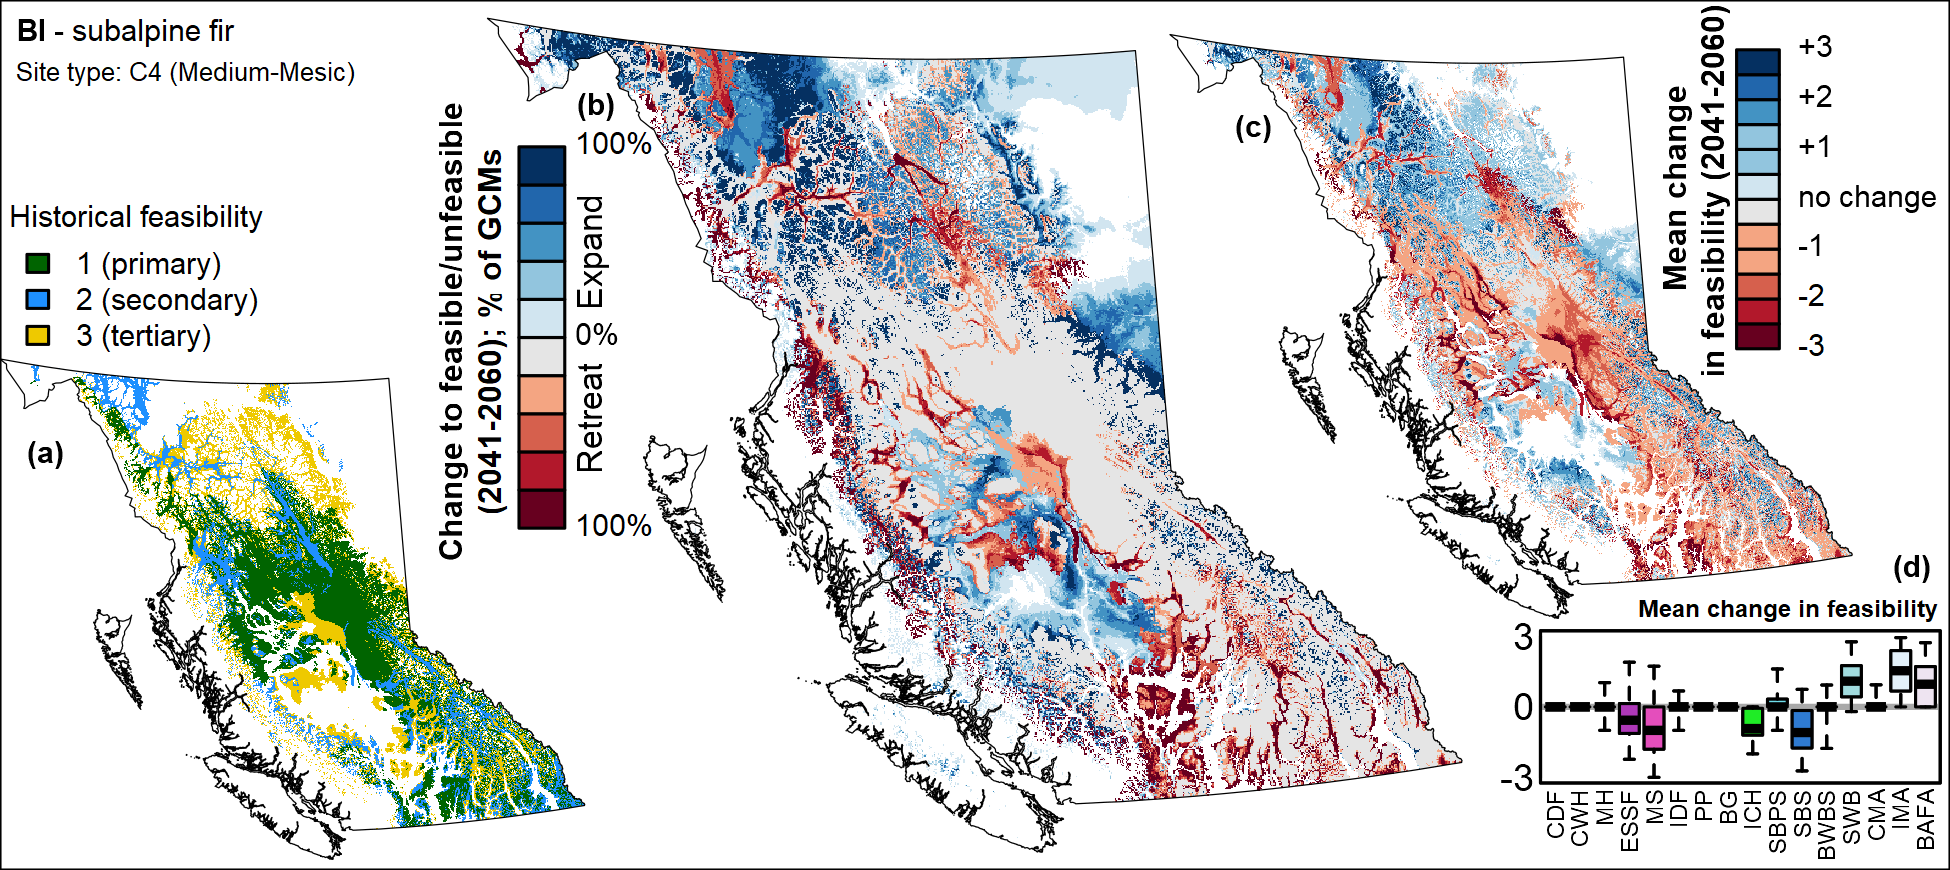 Bl - subalpine fir
Site type: C4 (Medium-Mesic)
Historical feasibility
1 (primary)
2 (secondary)
3 (tertiary)
(a)
(b)
Change to feasible/unfeasible
(2041-2060); % of GCMs
100%
Expand
0%
Retreat
100%
(c)
Mean change
in feasibility (2041-2060)
+3
+2
+1
no change
-1
-2
-3
(d)
Mean change in feasibility
3
0
-3
CDF
CWH
MH
ESSF
MS
IDF
PP
BG
ICH
SBPS
SBS
BWBS
SWB
CMA
IMA
BAFA